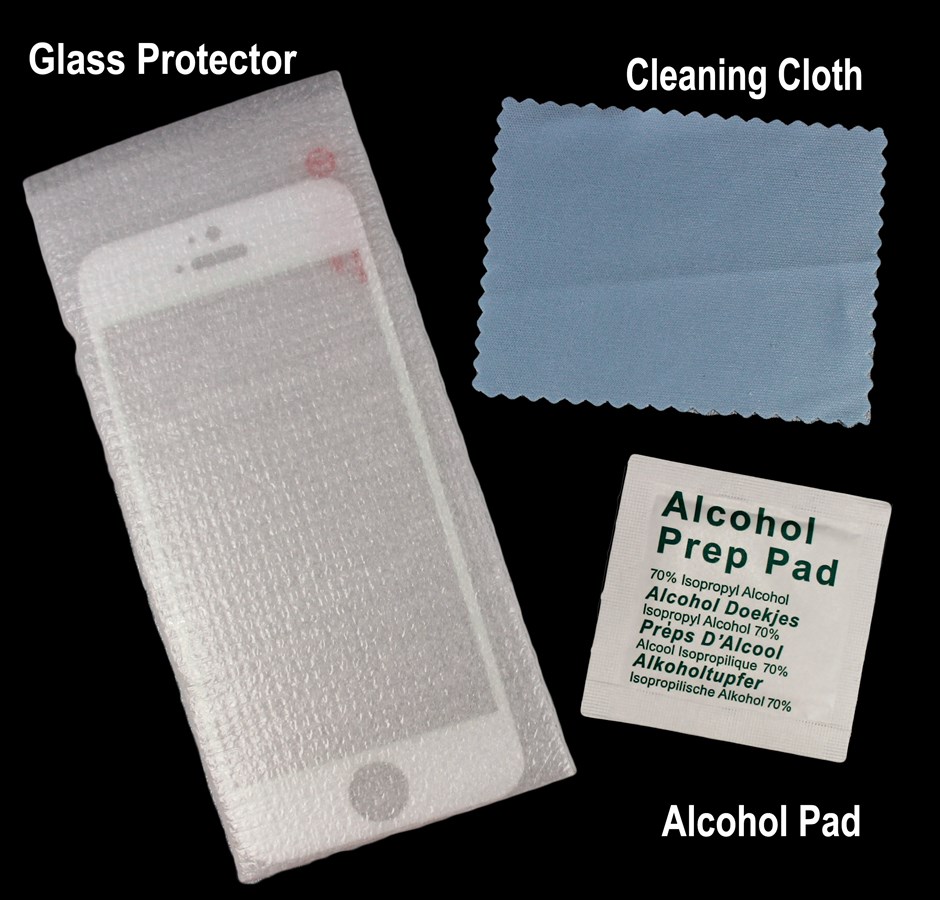 Glass Protector
Cleaning Cloth
Alcohol
Prep Pad
70% Isopropyl Alcohol
Alcohol Doekjes
Isopropyl Alcohol 70%
Prèps D'Alcool
Alcool Isopropilique 70%
Alkoholtupfer
Isopropilische Alkohol 70%
Alcohol Pad